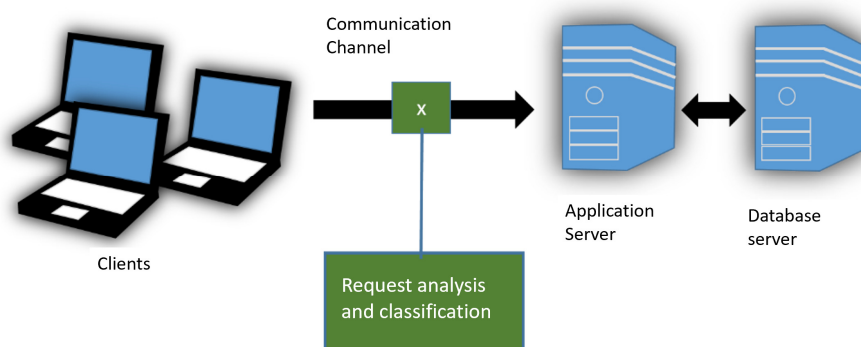 Communication
Channel
X
Clients
Application
Server
Database
server
Request analysis
and classification